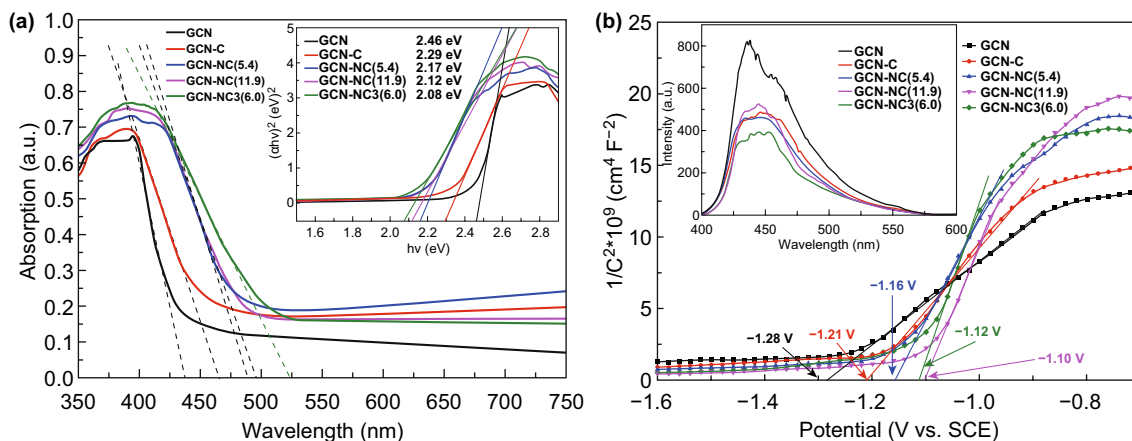 (a)
1.0
0.9
0.8
0.7
0.6
0.5
0.4
0.3
0.2
0.1
0.0
Absorption (a.u.)
350 400 450 500 550 600 650 700 750
Wavelength (nm)
GCN
GCN-C
GCN-NC(5.4)
GCN-NC(11.9)
GCN-NC3(6.0)
5
4
3
2
1
0
(αhν)² (eV)²
GCN 2.46 eV
GCN-C 2.29 eV
GCN-NC(5.4) 2.17 eV
GCN-NC(11.9) 2.12 eV
GCN-NC3(6.0) 2.08 eV
1.6 1.8 2.0 2.2 2.4 2.6 2.8
hν (eV)
(b)
25
20
15
10
5
0
1/C²*10⁹ (cm⁴ F⁻²)
−1.6 −1.4 −1.2 −1.0 −0.8
Potential (V vs. SCE)
800
600
400
200
0
Intensity (a.u.)
GCN
GCN-C
GCN-NC(5.4)
GCN-NC(11.9)
GCN-NC3(6.0)
400 450 500 550 600
Wavelength (nm)
GCN
GCN-C
GCN-NC(5.4)
GCN-NC(11.9)
GCN-NC3(6.0)
−1.16 V
−1.28 V
−1.21 V
−1.12 V
−1.10 V